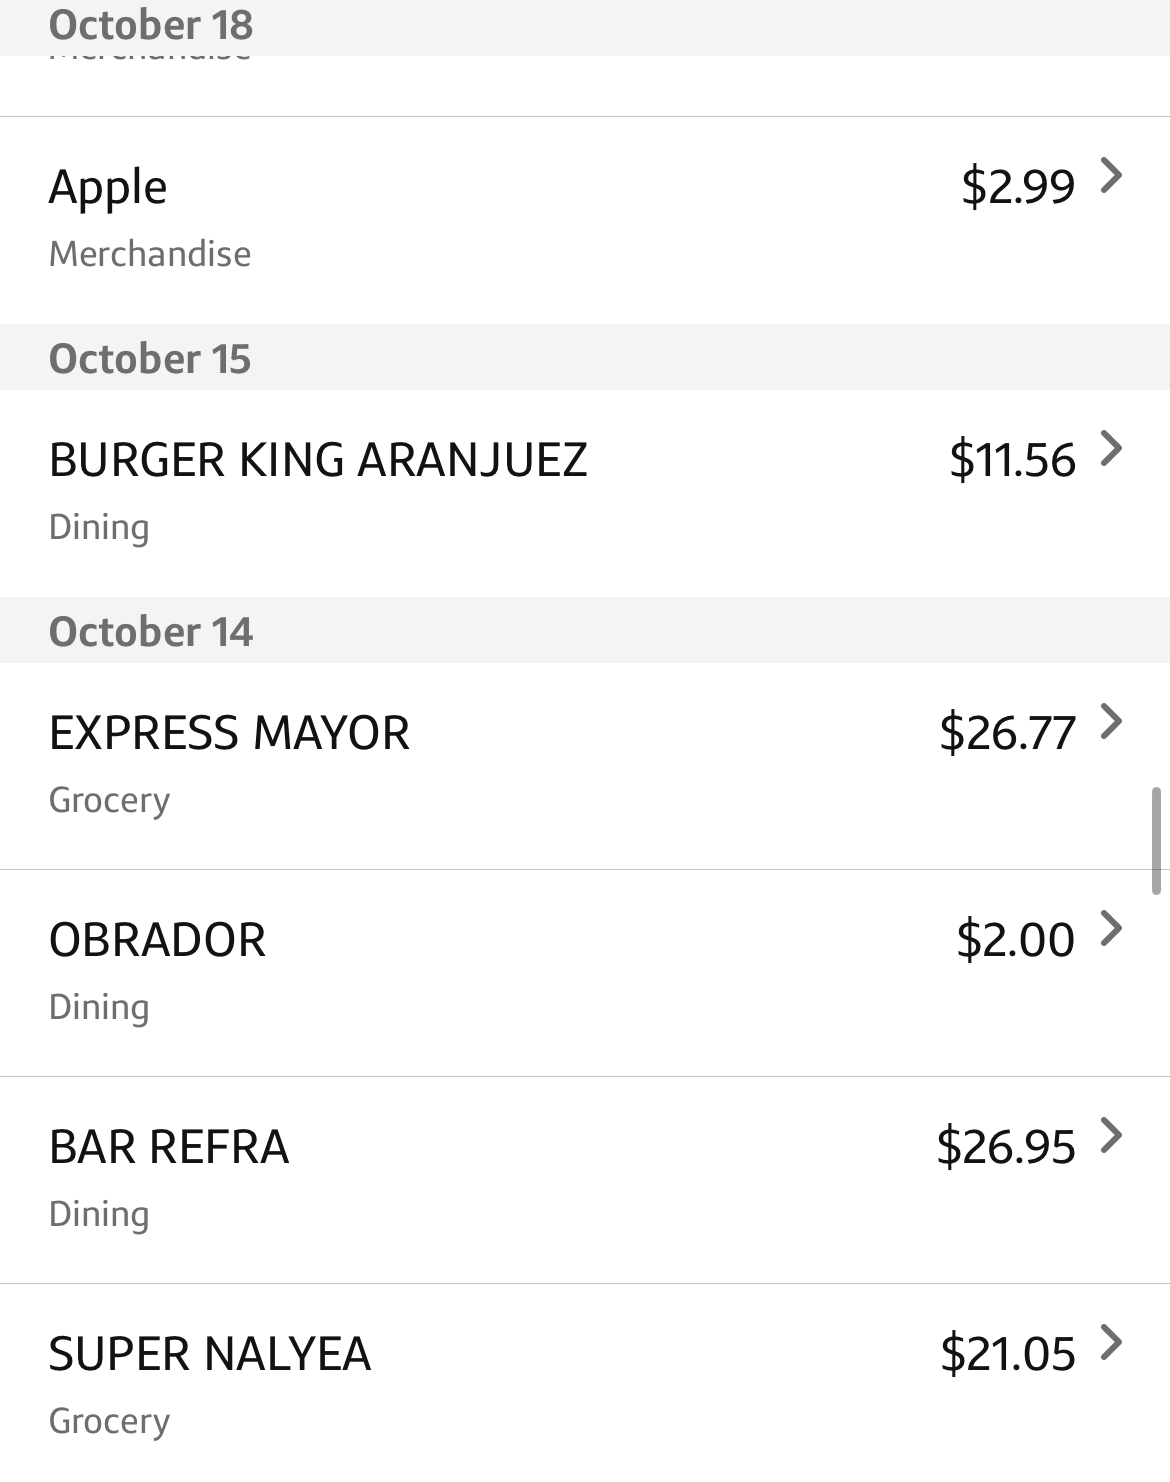 October 18
Merchandise
Apple
$2.99
Merchandise
October 15
BURGER KING ARANJUEZ
$11.56
Dining
October 14
EXPRESS MAYOR
$26.77
Grocery
OBRADOR
$2.00
Dining
BAR REFRA
$26.95
Dining
SUPER NALYEA
$21.05
Grocery